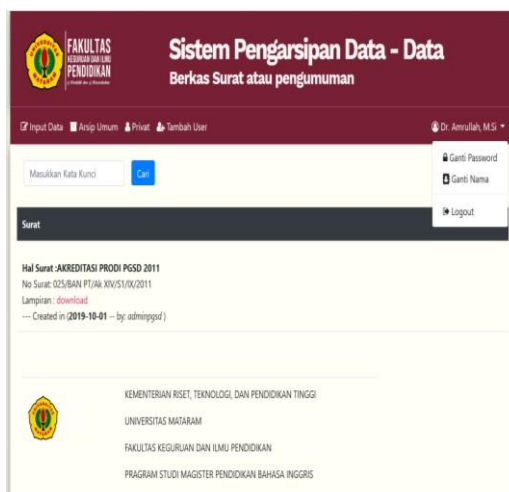 FAKULTAS
KEGURUAN DAN ILMU
PENDIDIKAN
Sistem Pengarsipan Data - Data
Berkas Surat atau pengumuman
Input Data Arsip Umum Privat Tambah User
Dr. Amrullah, M.Si
Ganti Password
Ganti Nama
Logout
Masukkan Kata Kunci
Cari
Surat
Hal Surat :AKREDITASI PRODI PGSD 2011
No Surat: 025/BAN PT/Ak XIV/S1/IX/2011
Lampiran : download
--- Created in (2019-10-01 -- by: adminpgsd )
KEMENTERIAN RISET, TEKNOLOGI, DAN PENDIDIKAN TINGGI
UNIVERSITAS MATARAM
FAKULTAS KEGURUAN DAN ILMU PENDIDIKAN
PRAGRAM STUDI MAGISTER PENDIDIKAN BAHASA INGGRIS